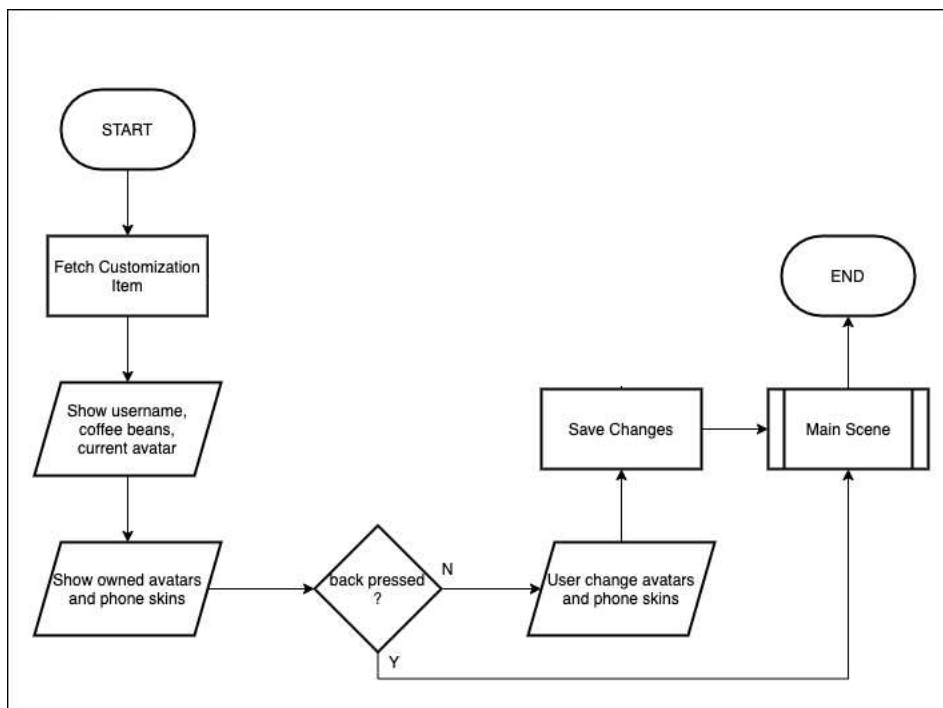 START
Fetch Customization
Item
Show username,
coffee beans,
current avatar
Show owned avatars
and phone skins
back pressed
?
N
Y
User change avatars
and phone skins
Save Changes
Main Scene
END